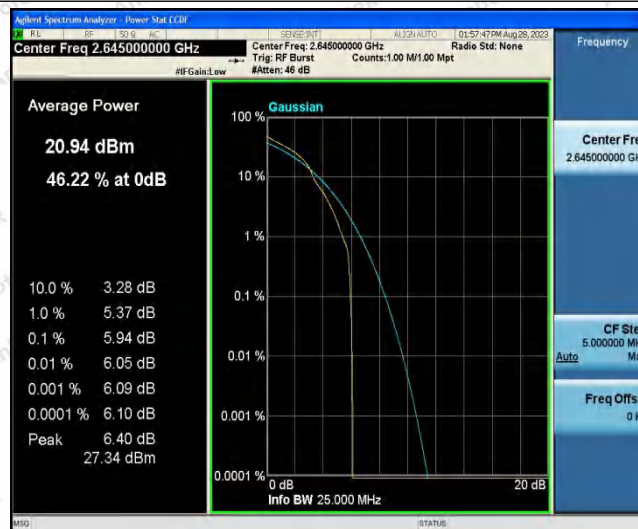 Agilent Spectrum Analyzer - Power Stat CCDF
RL RF 50 Ω AC SENSE:INT ALIGN AUTO 01:57:47 PM Aug 28, 2023
Center Freq 2.645000000 GHz
Center Freq: 2.645000000 GHz Radio Std: None
Trig: RF Burst Counts:1.00 M/1.00 Mpt
#IFGain:Low #Atten: 46 dB
Frequency
Average Power
20.94 dBm
46.22 % at 0dB
10.0 % 3.28 dB
1.0 % 5.37 dB
0.1 % 5.94 dB
0.01 % 6.05 dB
0.001 % 6.09 dB
0.0001 % 6.10 dB
Peak 6.40 dB
27.34 dBm
Gaussian
100 %
10 %
1 %
0.1 %
0.01 %
0.001 %
0.0001 %
0 dB 20 dB
Info BW 25.000 MHz
Center Fre
2.645000000 GH
CF Ste
5.000000 MH
Auto Ma
Freq Offs
0 H
MSG STATUS